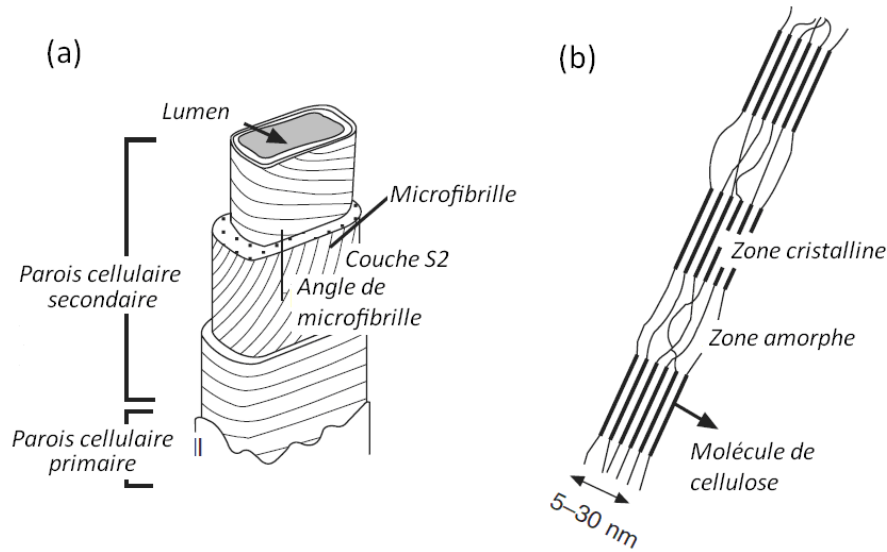 (a)
Lumen
Microfibrille
Couche S2
Angle de
microfibrille
Parois cellulaire
secondaire
Parois cellulaire
primaire
(b)
Zone cristalline
Zone amorphe
Molécule de
cellulose
5–30 nm